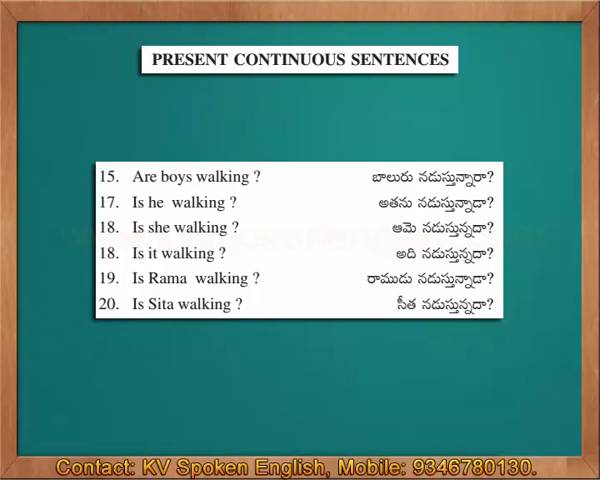 PRESENT CONTINUOUS SENTENCES
15. Are boys walking ? బాలురు నడుస్తున్నారా?
17. Is he walking ? అతను నడుస్తున్నాడా?
18. Is she walking ? ఆమె నడుస్తున్నదా?
18. Is it walking ? అది నడుస్తున్నదా?
19. Is Rama walking ? రాముడు నడుస్తున్నాడా?
20. Is Sita walking ? సీత నడుస్తున్నదా?
Contact: KV Spoken English, Mobile: 9346780130.